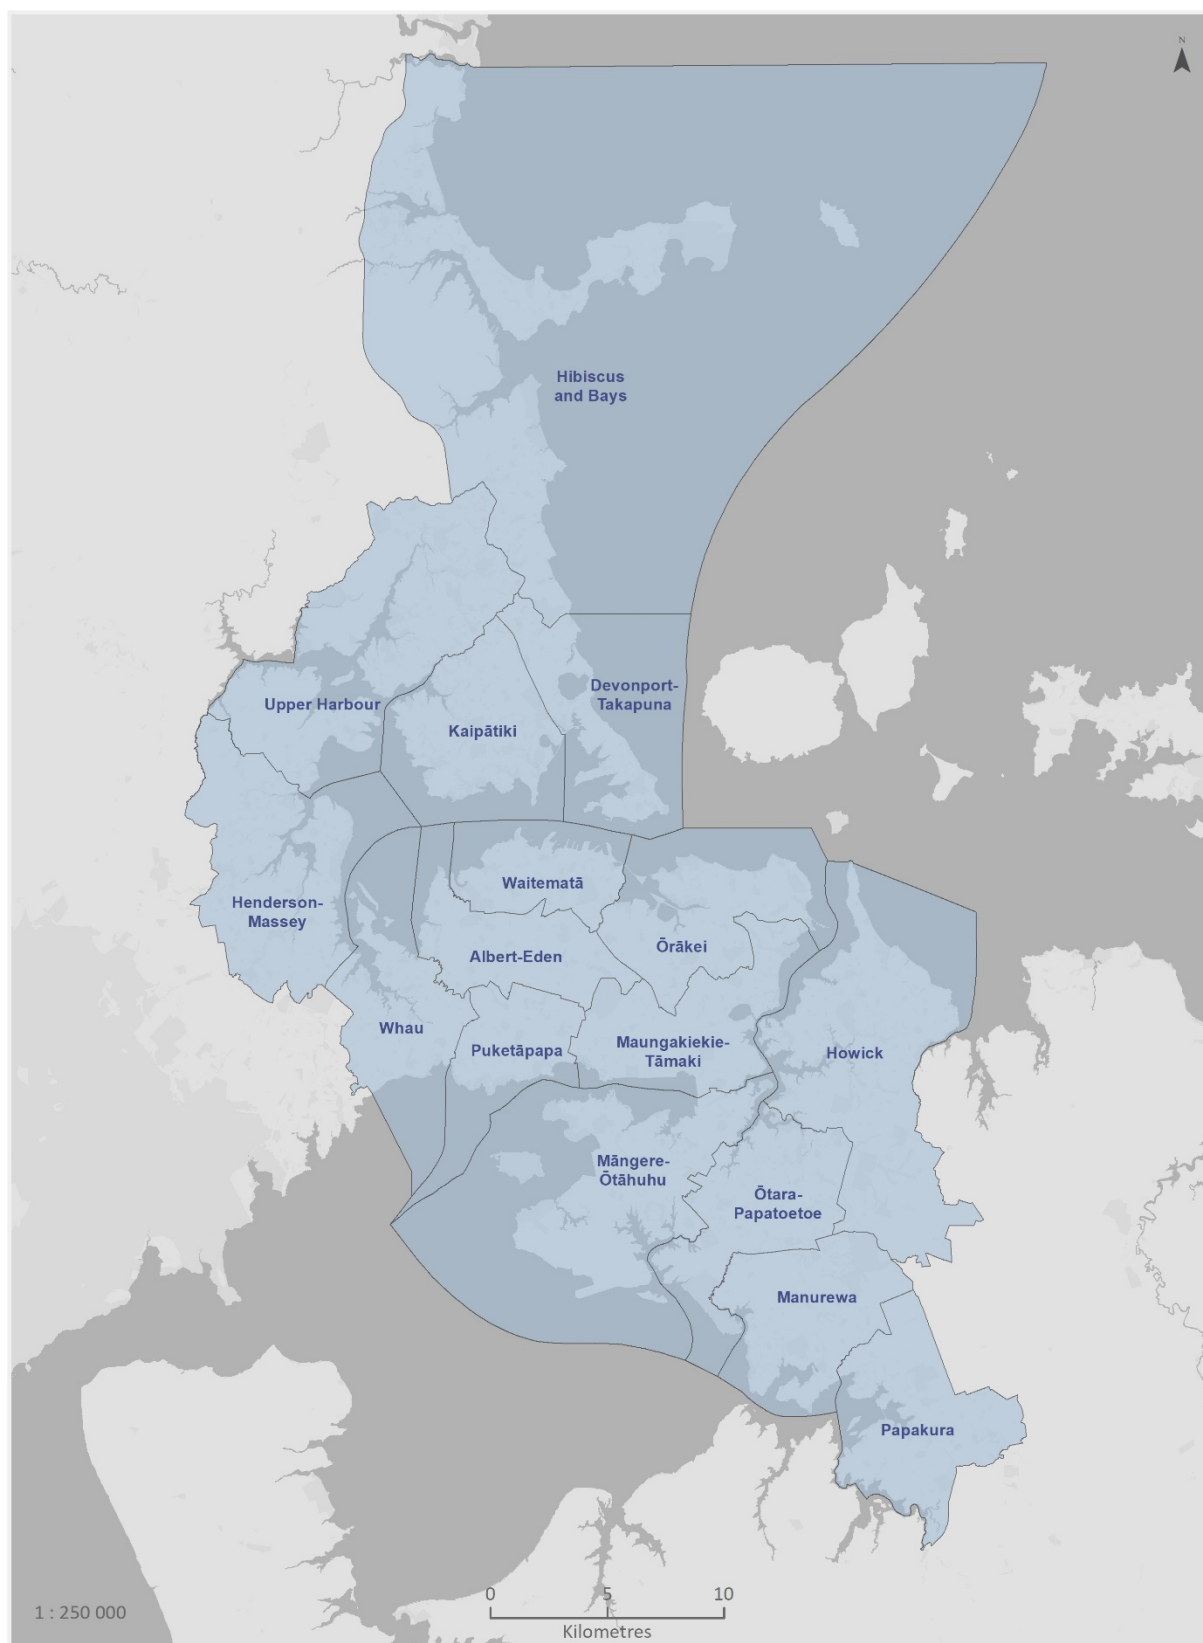 N
Hibiscus
and Bays
Devonport-
Takapuna
Upper Harbour
Kaipātiki
Waitematā
Henderson-
Massey
Albert-Eden
Ōrākei
Whau
Puketāpapa
Maungakiekie-
Tāmaki
Howick
Māngere-
Ōtāhuhu
Ōtara-
Papatoetoe
Manurewa
Papakura
0 5 10
Kilometres
1 : 250 000